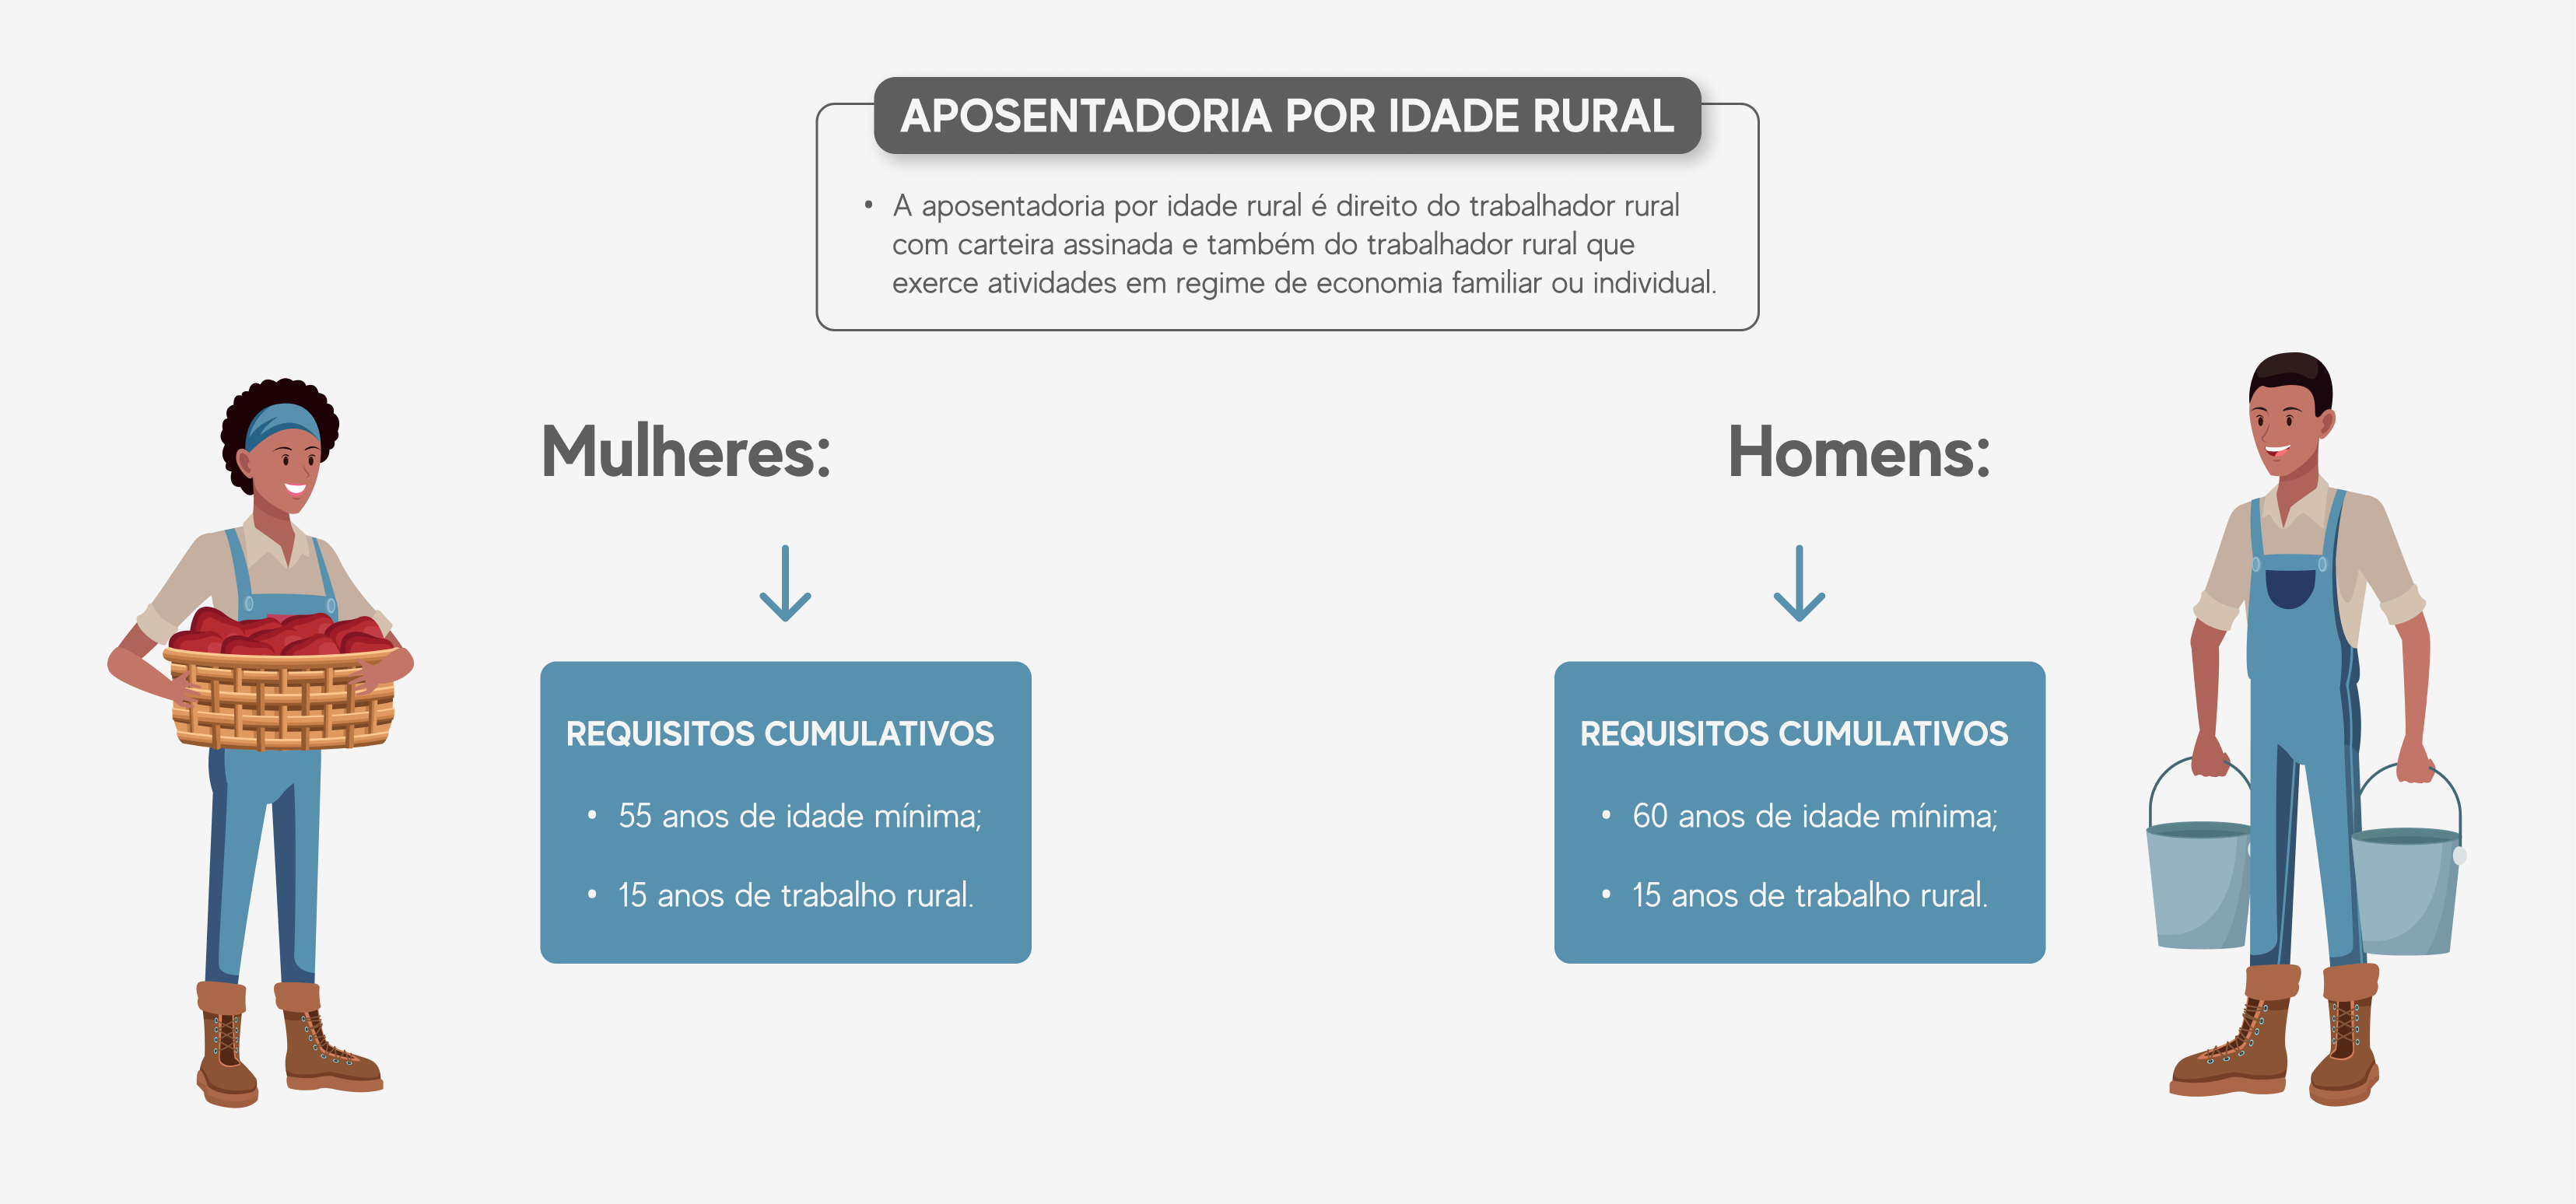 APOSENTADORIA POR IDADE RURAL
• A aposentadoria por idade rural é direito do trabalhador rural
com carteira assinada e também do trabalhador rural que
exerce atividades em regime de economia familiar ou individual.
Mulheres:
REQUISITOS CUMULATIVOS
• 55 anos de idade mínima;
• 15 anos de trabalho rural.
Homens:
REQUISITOS CUMULATIVOS
• 60 anos de idade mínima;
• 15 anos de trabalho rural.